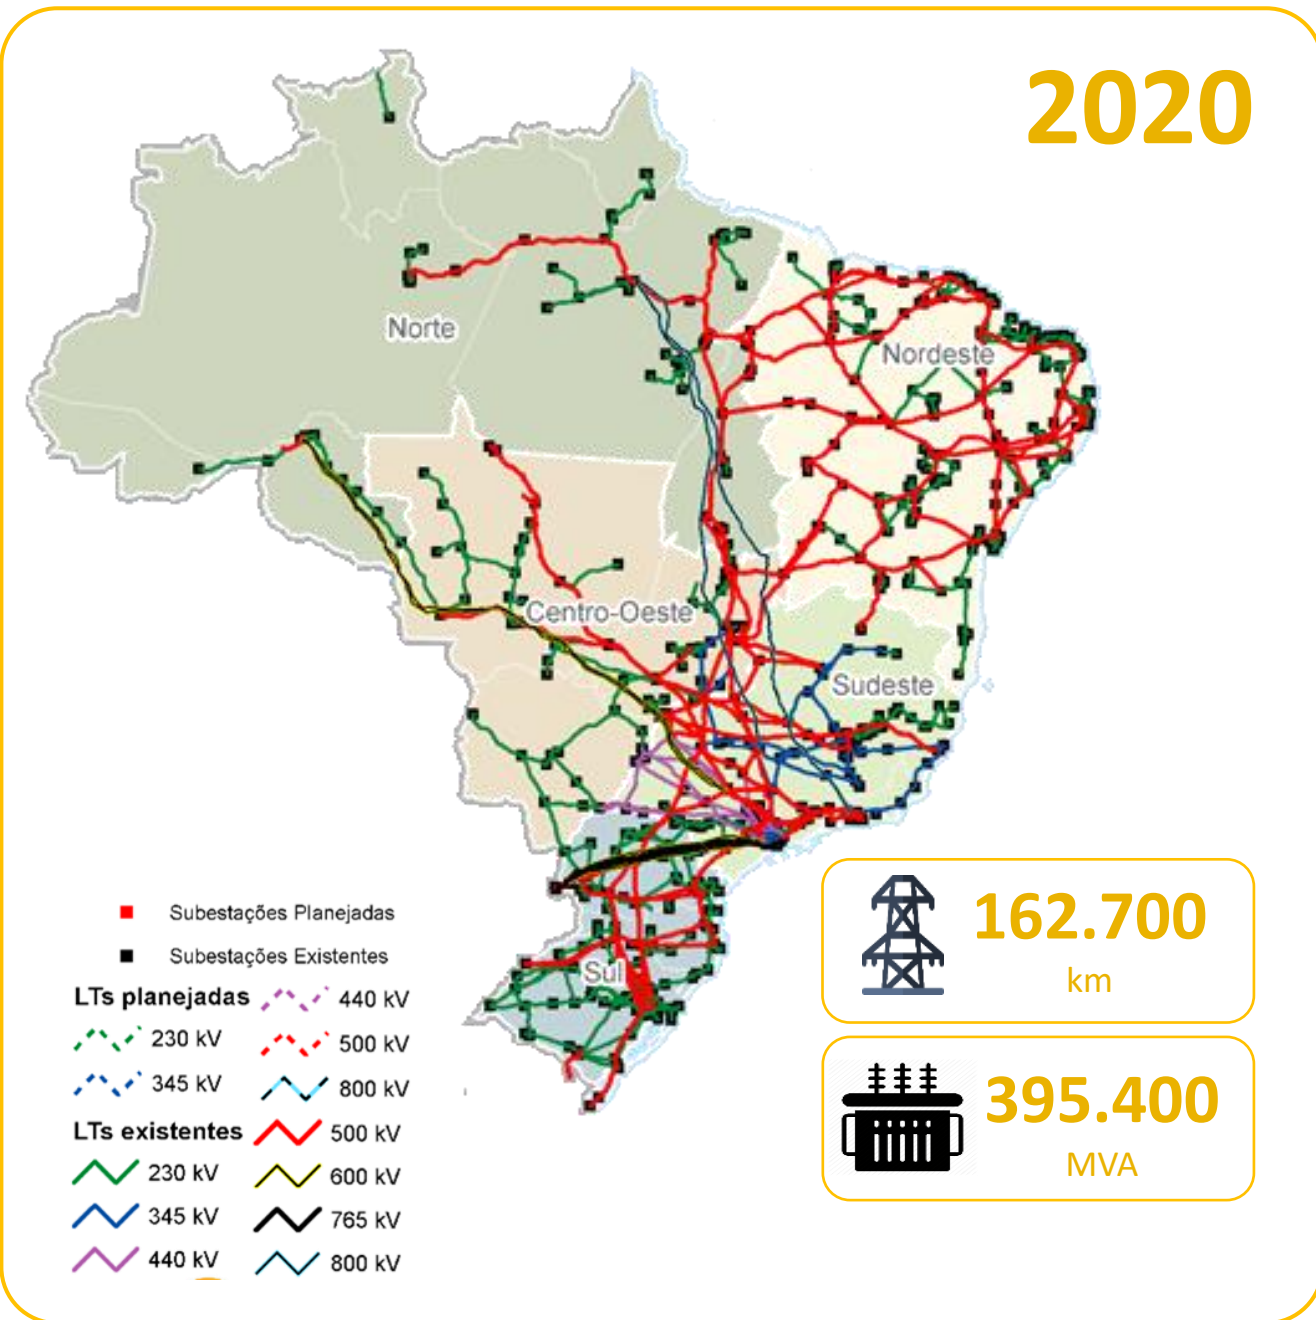 2020
Norte
Nordeste
Centro-Oeste
Sudeste
Sul
162.700
km
395.400
MVA
Subestações Planejadas
Subestações Existentes
LTs planejadas
440 kV
230 kV
500 kV
345 kV
800 kV
LTs existentes
500 kV
230 kV
600 kV
345 kV
765 kV
440 kV
800 kV